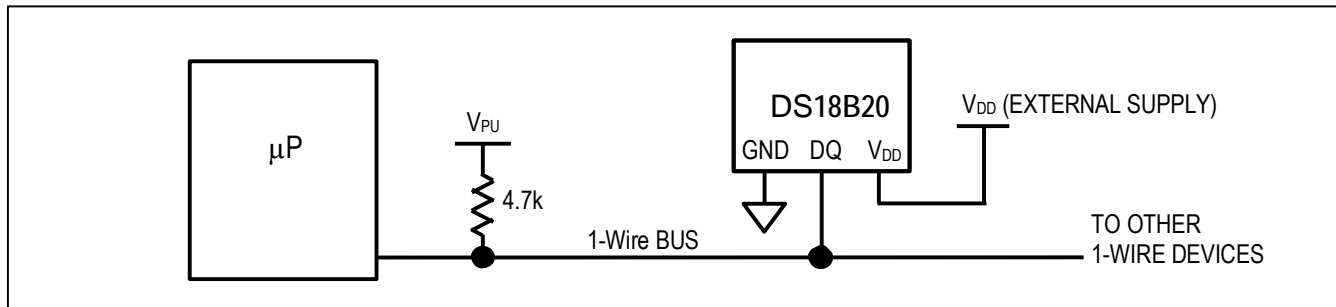 µP
V_PU
4.7k
1-Wire BUS
DS18B20
GND DQ V_DD
V_DD (EXTERNAL SUPPLY)
TO OTHER
1-WIRE DEVICES